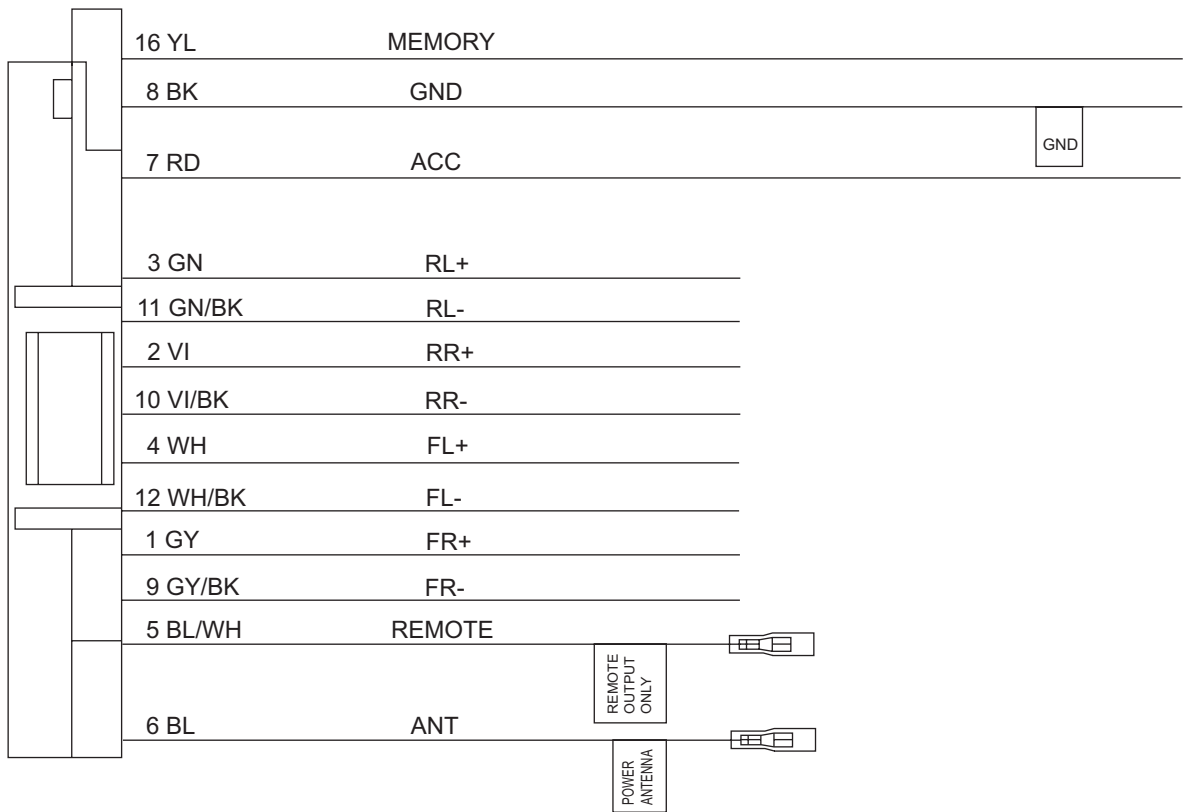 16 YL MEMORY
8 BK GND
GND
7 RD ACC
3 GN RL+
11 GN/BK RL-
2 VI RR+
10 VI/BK RR-
4 WH FL+
12 WH/BK FL-
1 GY FR+
9 GY/BK FR-
5 BL/WH REMOTE
REMOTE
OUTPUT
ONLY
6 BL ANT
POWER
ANTENNA